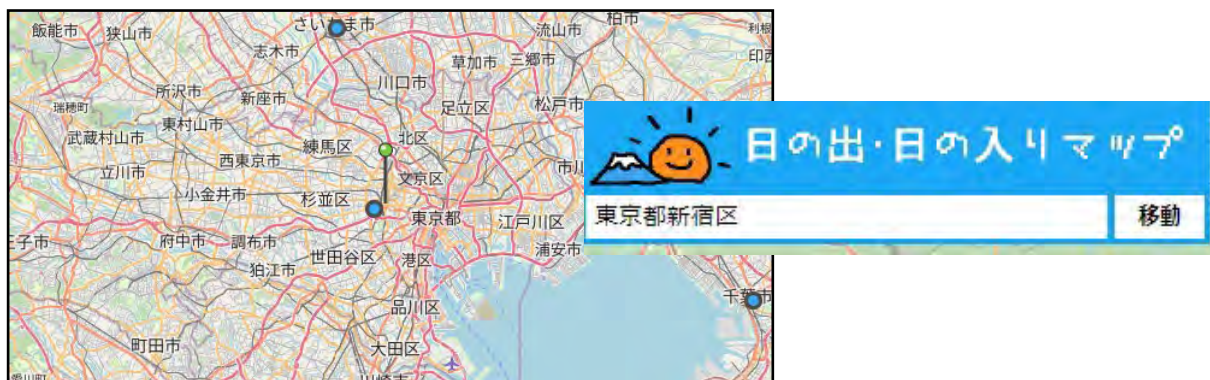 飯能市
狭山市
さいたま市
流山市
柏市
志木市
草加市
三郷市
川口市
所沢市
新座市
瑞穂町
足立区
松戸市
東村山市
武蔵村山市
北区
練馬区
西東京市
立川市
文京区
小金井市
杉並区
東京都
江戸川区
府中市
調布市
世田谷区
港区
浦安市
狛江市
品川区
千葉市
町田市
大田区
日の出・日の入りマップ
東京都新宿区
移動